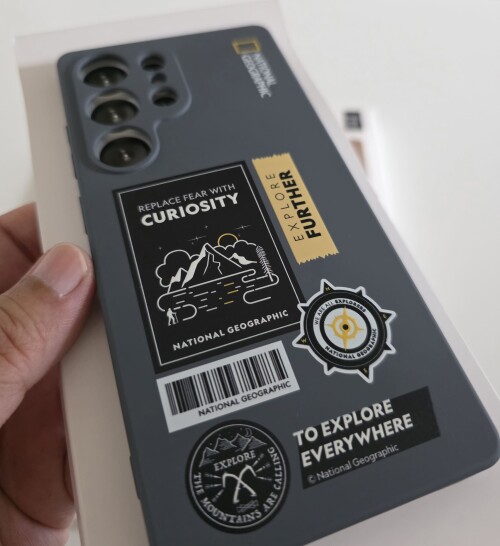 NATIONAL
GEOGRAPHIC
REPLACE FEAR WITH
CURIOSITY
NATIONAL GEOGRAPHIC
EXPLORE
FURTHER
WE ARE ALL EXPLORERS
NATIONAL GEOGRAPHIC
NATIONAL GEOGRAPHIC
TO EXPLORE
EVERYWHERE
© National Geographic
EXPLORE
THE MOUNTAINS ARE CALLING